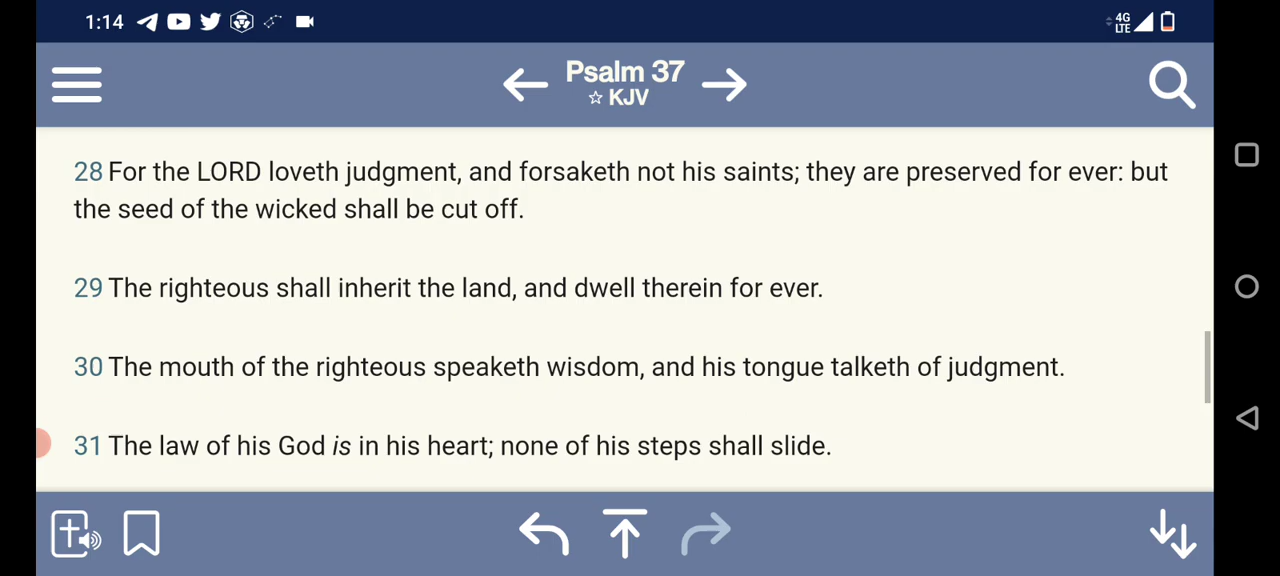 1:14
4G
LTE
Psalm 37
☆ KJV
28 For the LORD loveth judgment, and forsaketh not his saints; they are preserved for ever: but
the seed of the wicked shall be cut off.
29 The righteous shall inherit the land, and dwell therein for ever.
30 The mouth of the righteous speaketh wisdom, and his tongue talketh of judgment.
31 The law of his God is in his heart; none of his steps shall slide.